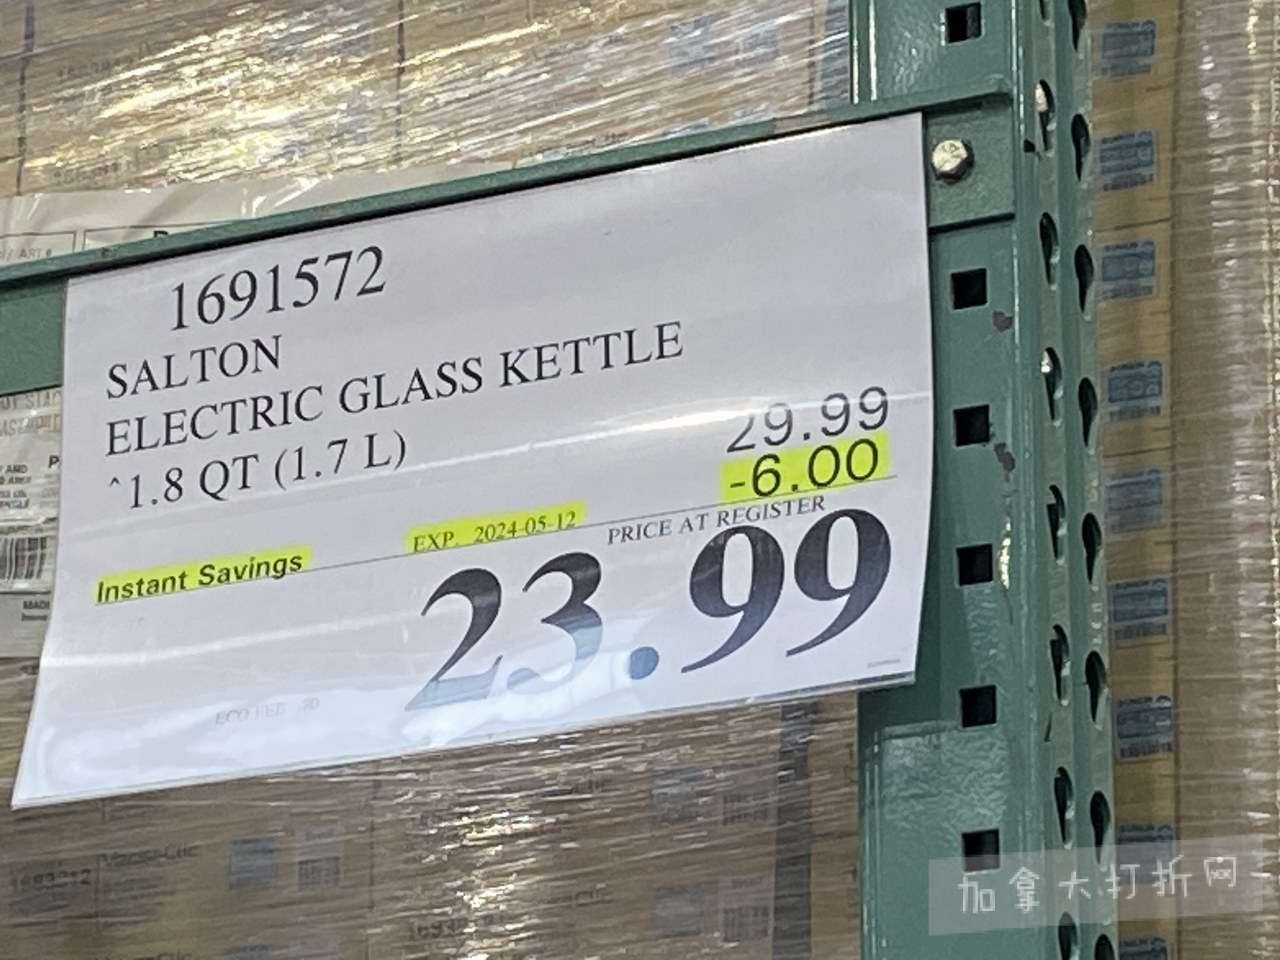 1691572
SALTON
ELECTRIC GLASS KETTLE
^1.8 QT (1.7 L)
29.99
-6.00
EXP. 2024-05-12
PRICE AT REGISTER
Instant Savings
23.99
加拿大打折网